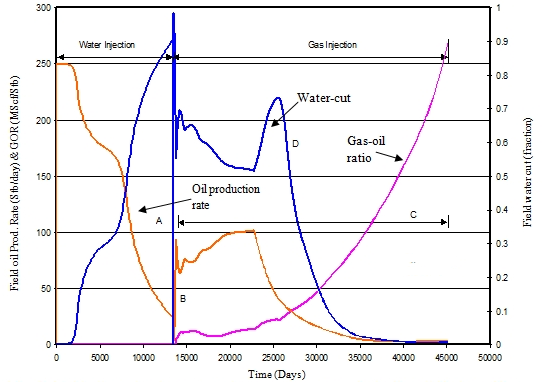 300
250
200
150
100
50
0
1
0.9
0.8
0.7
0.6
0.5
0.4
0.3
0.2
0.1
0
0 5000 10000 15000 20000 25000 30000 35000 40000 45000 50000
Time (Days)
Field oil Prod. Rate (Stb/day) & GOR (MScf/Stb)
Field water cut (fraction)
Water Injection
Gas Injection
Water-cut
D
Gas-oil
ratio
Oil production
rate
A
C
B